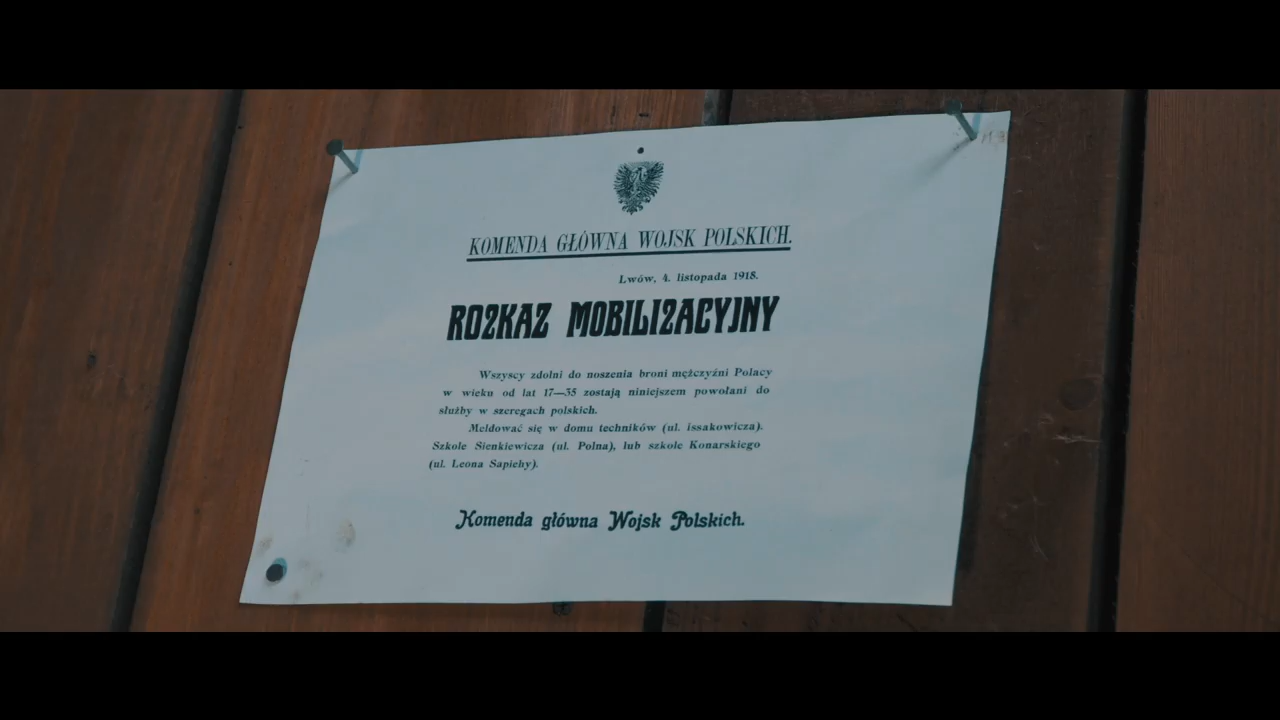 KOMENDA GŁÓWNA WOJSK POLSKICH.
Lwów, 4. listopada 1918.
ROZKAZ MOBILIZACYJNY
Wszyscy zdolni do noszenia broni mężczyźni Polacy
w wieku od lat 17—35 zostają niniejszem powołani do
służby w szeregach polskich.
Meldować się w domu techników (ul. issakowicza).
Szkole Sienkiewicza (ul. Polna), lub szkole Konarskiego
(ul. Leona Sapiehy).
Komenda główna Wojsk Polskich.